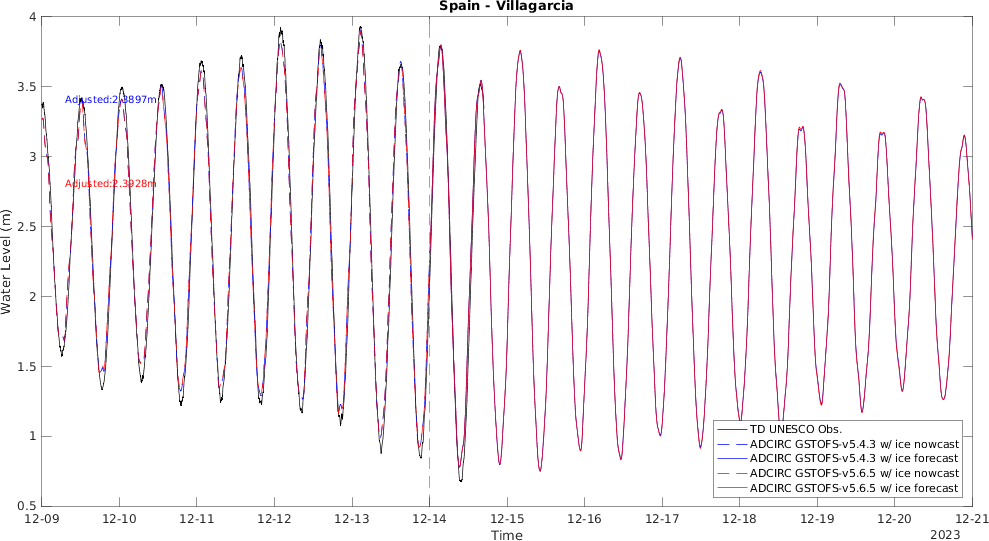 Spain - Villagarcia
4
3.5
3
2.5
2
1.5
1
0.5
Water Level (m)
Adjusted:2.3897m
Adjusted:2.3928m
TD UNESCO Obs.
ADCIRC GSTOFS-v5.4.3 w/ ice nowcast
ADCIRC GSTOFS-v5.4.3 w/ ice forecast
ADCIRC GSTOFS-v5.6.5 w/ ice nowcast
ADCIRC GSTOFS-v5.6.5 w/ ice forecast
12-09 12-10 12-11 12-12 12-13 12-14 12-15 12-16 12-17 12-18 12-19 12-20 12-21
Time
2023